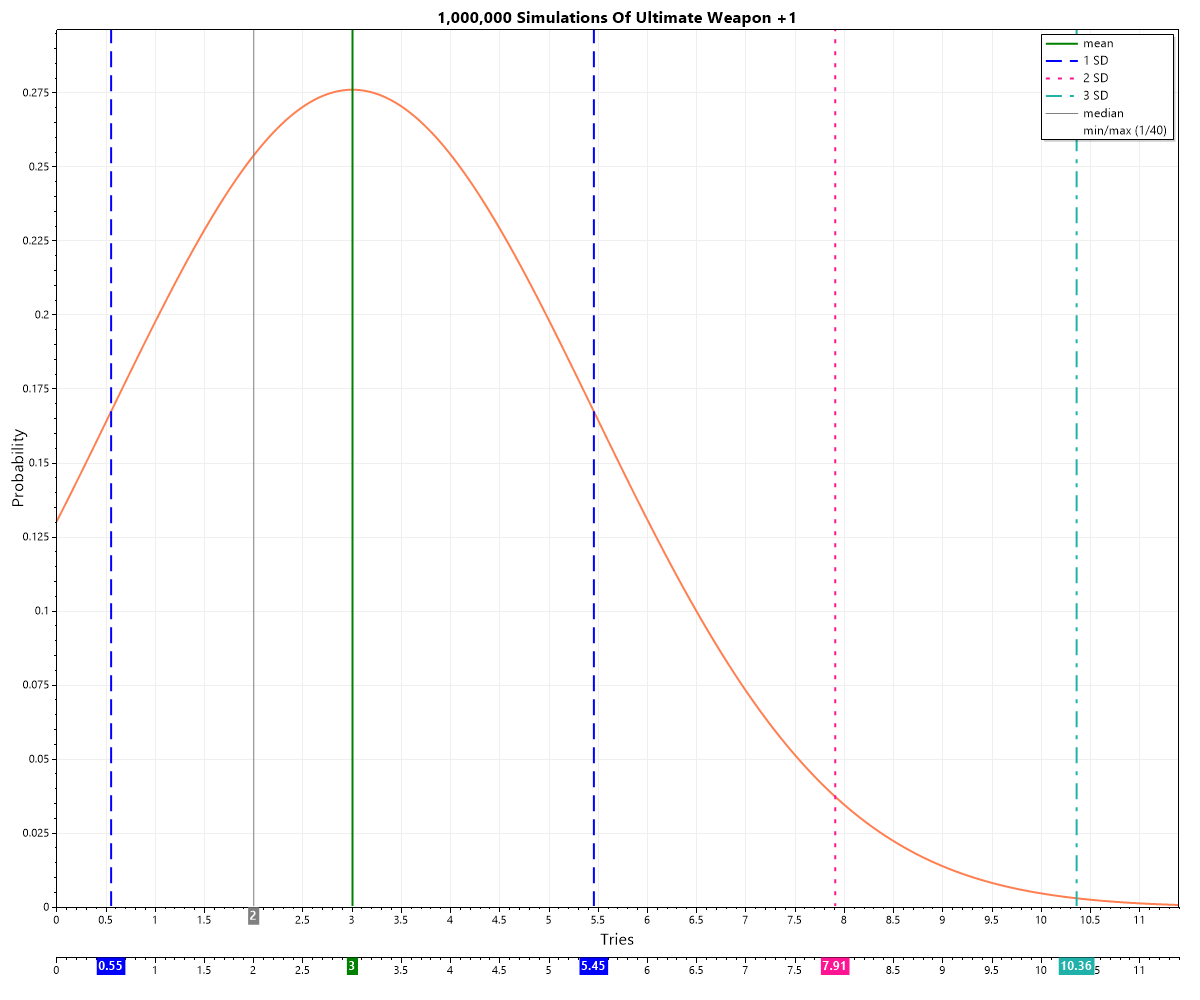 1,000,000 Simulations Of Ultimate Weapon +1
mean
1 SD
2 SD
3 SD
median
min/max (1/40)
0.275
0.25
0.225
0.2
0.175
0.15
0.125
0.1
0.075
0.05
0.025
0
Probability
0 0.5 1 1.5 2 2.5 3 3.5 4 4.5 5 5.5 6 6.5 7 7.5 8 8.5 9 9.5 10 10.5 11
Tries
0 0.55 1 1.5 2 2.5 3 3.5 4 4.5 5 5.45 6 6.5 7 7.5 7.91 8.5 9 9.5 10 10.36 5 11